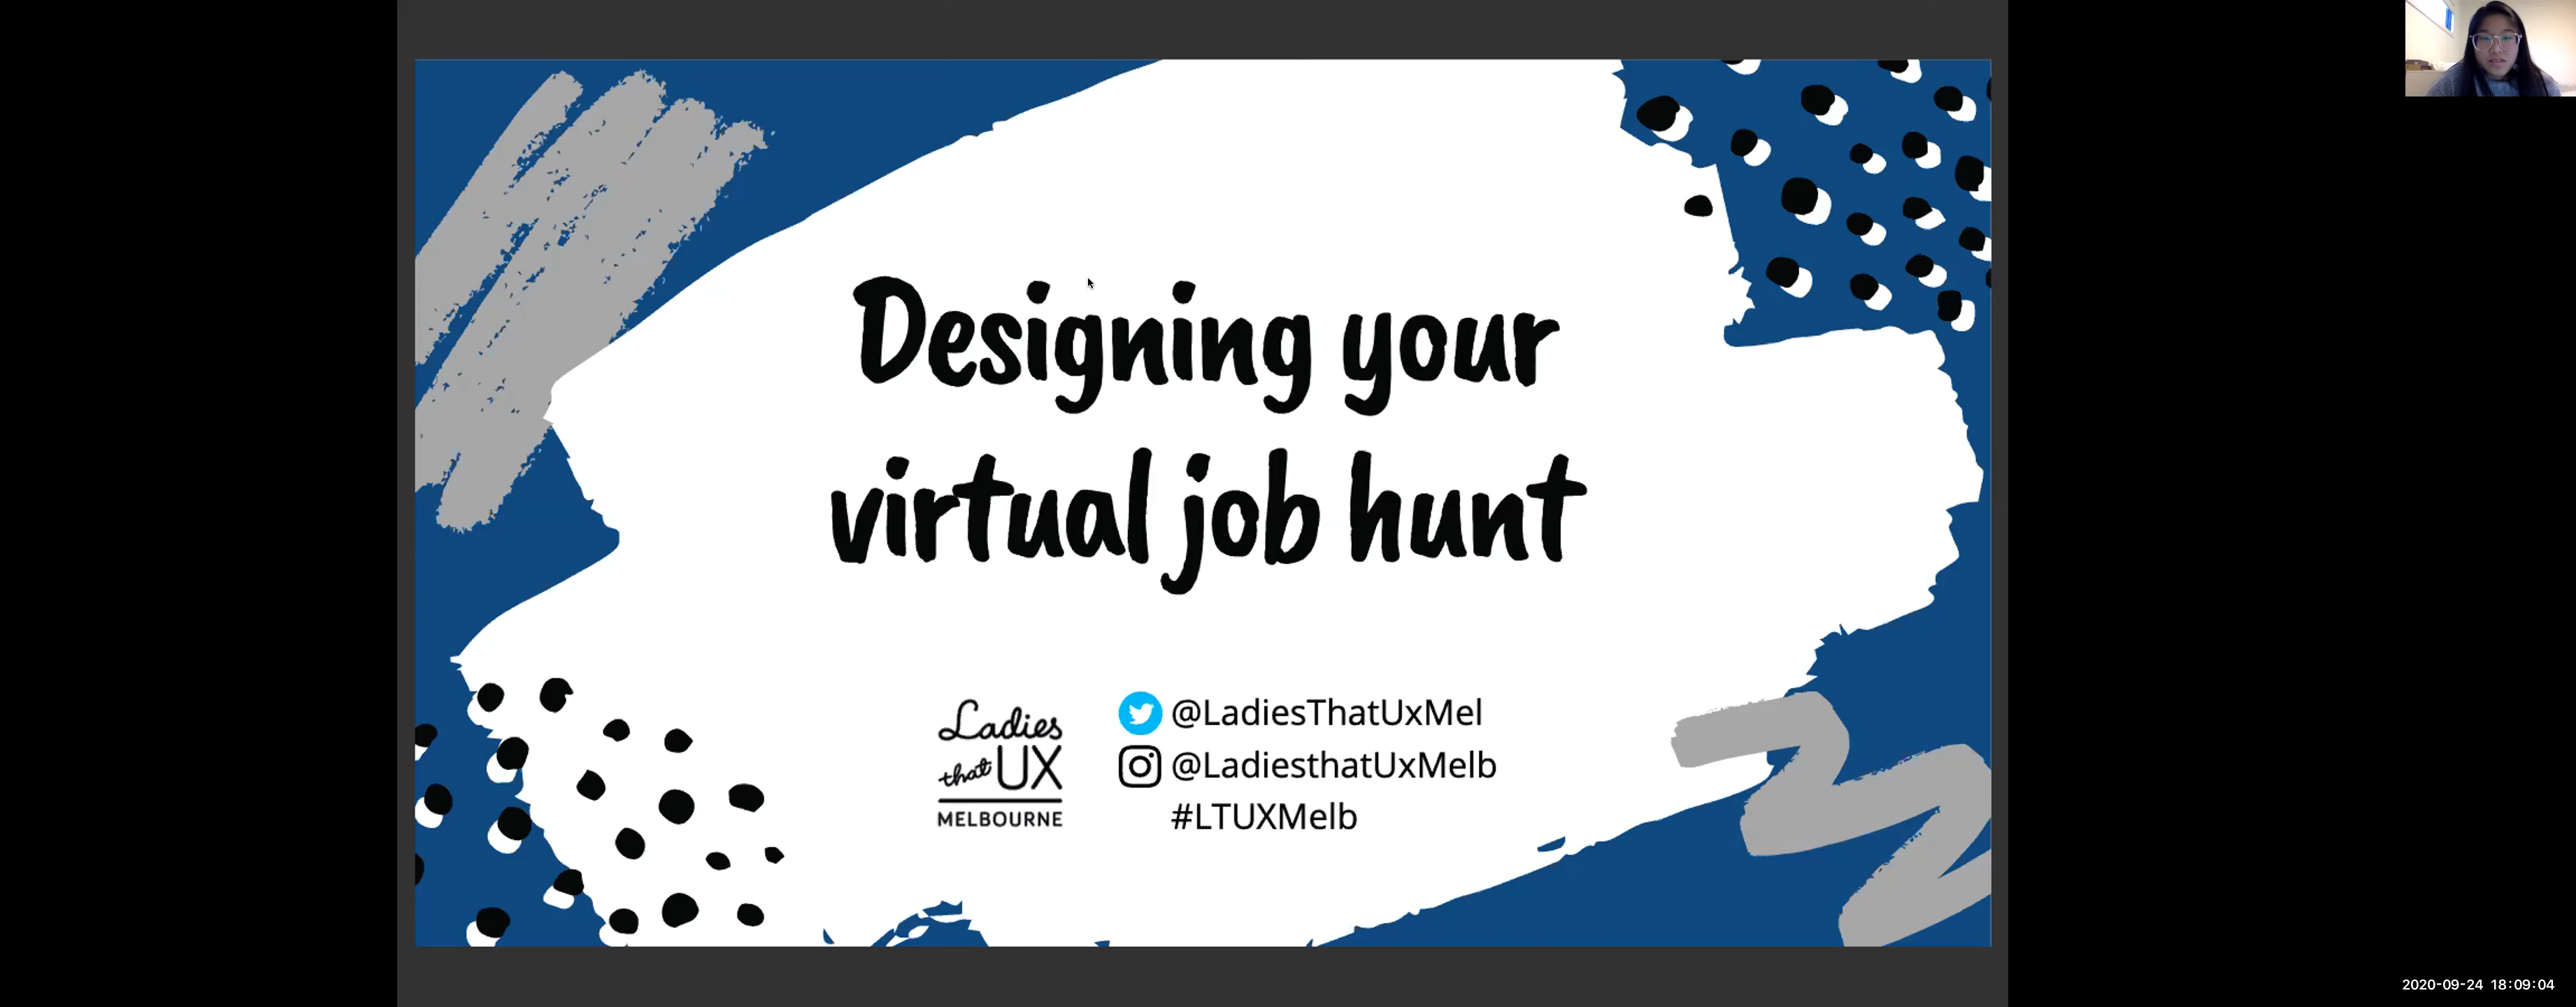 Designing your
virtual job hunt
Ladies
that UX
MELBOURNE
@LadiesThatUxMel
@LadiesthatUxMelb
#LTUXMelb
2020-09-24 18:09:04